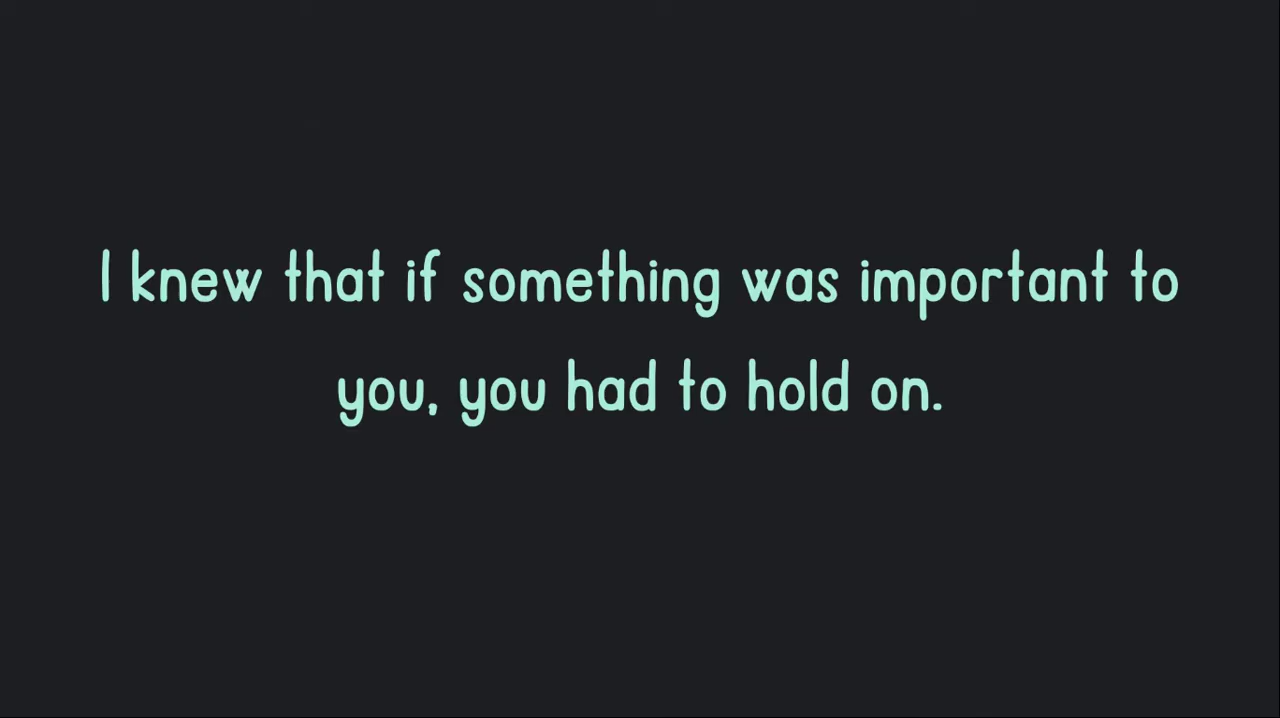 I knew that if something was important to
you, you had to hold on.